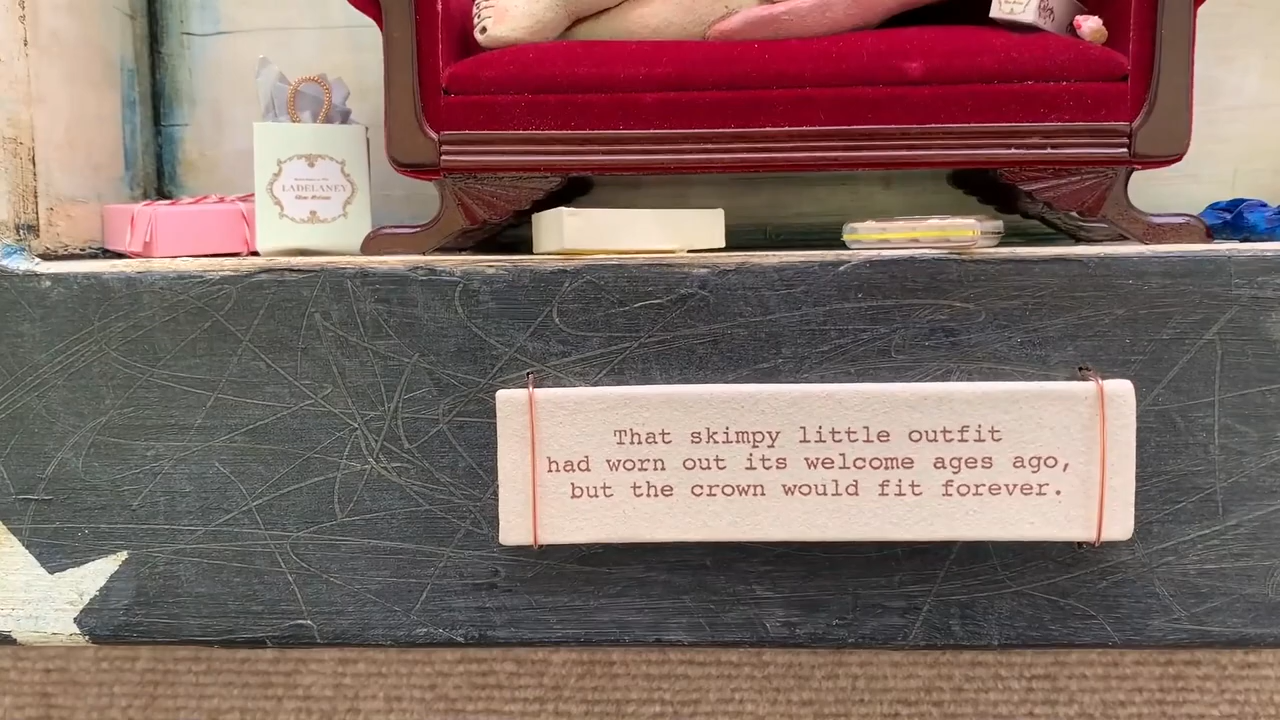 LADELANEY
That skimpy little outfit
had worn out its welcome ages ago,
but the crown would fit forever.